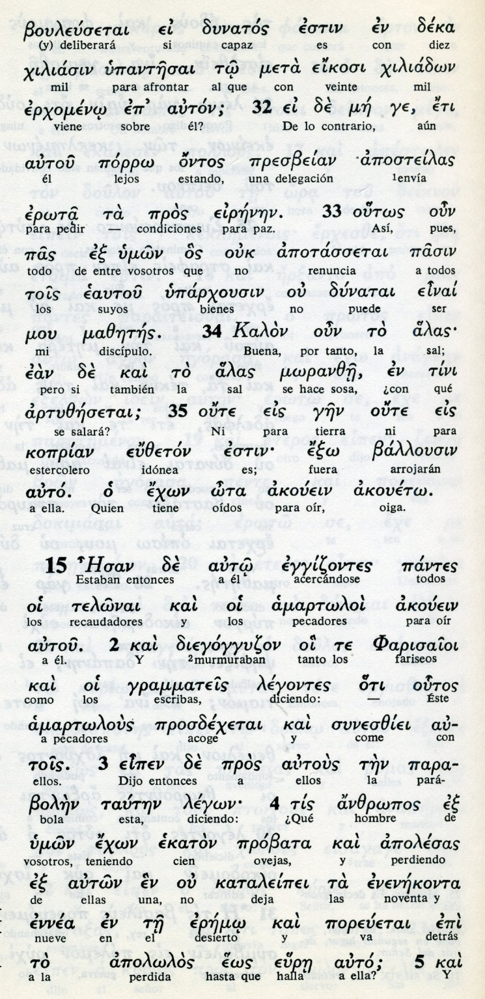 βουλεύσεται εἰ δυνατός ἐστιν ἐν δέκα
(y) deliberará si capaz es con diez
χιλιάσιν ὑπαντῆσαι τῷ μετὰ εἴκοσι χιλιάδων
mil para afrontar al que con veinte mil
ἐρχομένῳ ἐπ' αὐτόν; 32 εἰ δὲ μή γε, ἔτι
viene sobre él? De lo contrario, aún
αὐτοῦ πόρρω ὄντος πρεσβείαν ἀποστείλας
él lejos estando, una delegación 1envía
ἐρωτᾷ τὰ πρὸς εἰρήνην. 33 οὕτως οὖν
para pedir — condiciones para paz. Así, pues,
πᾶς ἐξ ὑμῶν ὃς οὐκ ἀποτάσσεται πᾶσιν
todo de entre vosotros que no renuncia a todos
τοῖς ἑαυτοῦ ὑπάρχουσιν οὐ δύναται εἶναί
los suyos bienes no puede ser
μου μαθητής. 34 Καλὸν οὖν τὸ ἅλας·
mi discípulo. Buena, por tanto, la sal;
ἐὰν δὲ καὶ τὸ ἅλας μωρανθῇ, ἐν τίνι
pero si también la sal se hace sosa, ¿con qué
ἀρτυθήσεται; 35 οὔτε εἰς γῆν οὔτε εἰς
se salará? Ni para tierra ni para
κοπρίαν εὔθετόν ἐστιν· ἔξω βάλλουσιν
estercolero idónea es; fuera arrojarán
αὐτό. ὁ ἔχων ὦτα ἀκούειν ἀκουέτω.
a ella. Quien tiene oídos para oír, oiga.
15 Ἦσαν δὲ αὐτῷ ἐγγίζοντες πάντες
Estaban entonces a él acercándose todos
οἱ τελῶναι καὶ οἱ ἁμαρτωλοὶ ἀκούειν
los recaudadores y los pecadores para oír
αὐτοῦ. 2 καὶ διεγόγγυζον οἵ τε Φαρισαῖοι
a él. Y 2murmuraban tanto los fariseos
καὶ οἱ γραμματεῖς λέγοντες ὅτι οὗτος
como los escribas, diciendo: Éste
ἁμαρτωλοὺς προσδέχεται καὶ συνεσθίει αὐ-
a pecadores acoge y come con
τοῖς. 3 εἶπεν δὲ πρὸς αὐτοὺς τὴν παρα-
ellos. Dijo entonces a ellos la pará-
βολὴν ταύτην λέγων· 4 τίς ἄνθρωπος ἐξ
bola esta, diciendo: ¿Qué hombre de
ὑμῶν ἔχων ἑκατὸν πρόβατα καὶ ἀπολέσας
vosotros, teniendo cien ovejas, y perdiendo
ἐξ αὐτῶν ἓν οὐ καταλείπει τὰ ἐνενήκοντα
de ellas una, no deja las noventa y
ἐννέα ἐν τῇ ἐρήμῳ καὶ πορεύεται ἐπὶ
nueve en el desierto y va detrás
τὸ ἀπολωλὸς ἕως εὕρῃ αὐτό; 5 καὶ
a la perdida hasta que halla a ella? Y